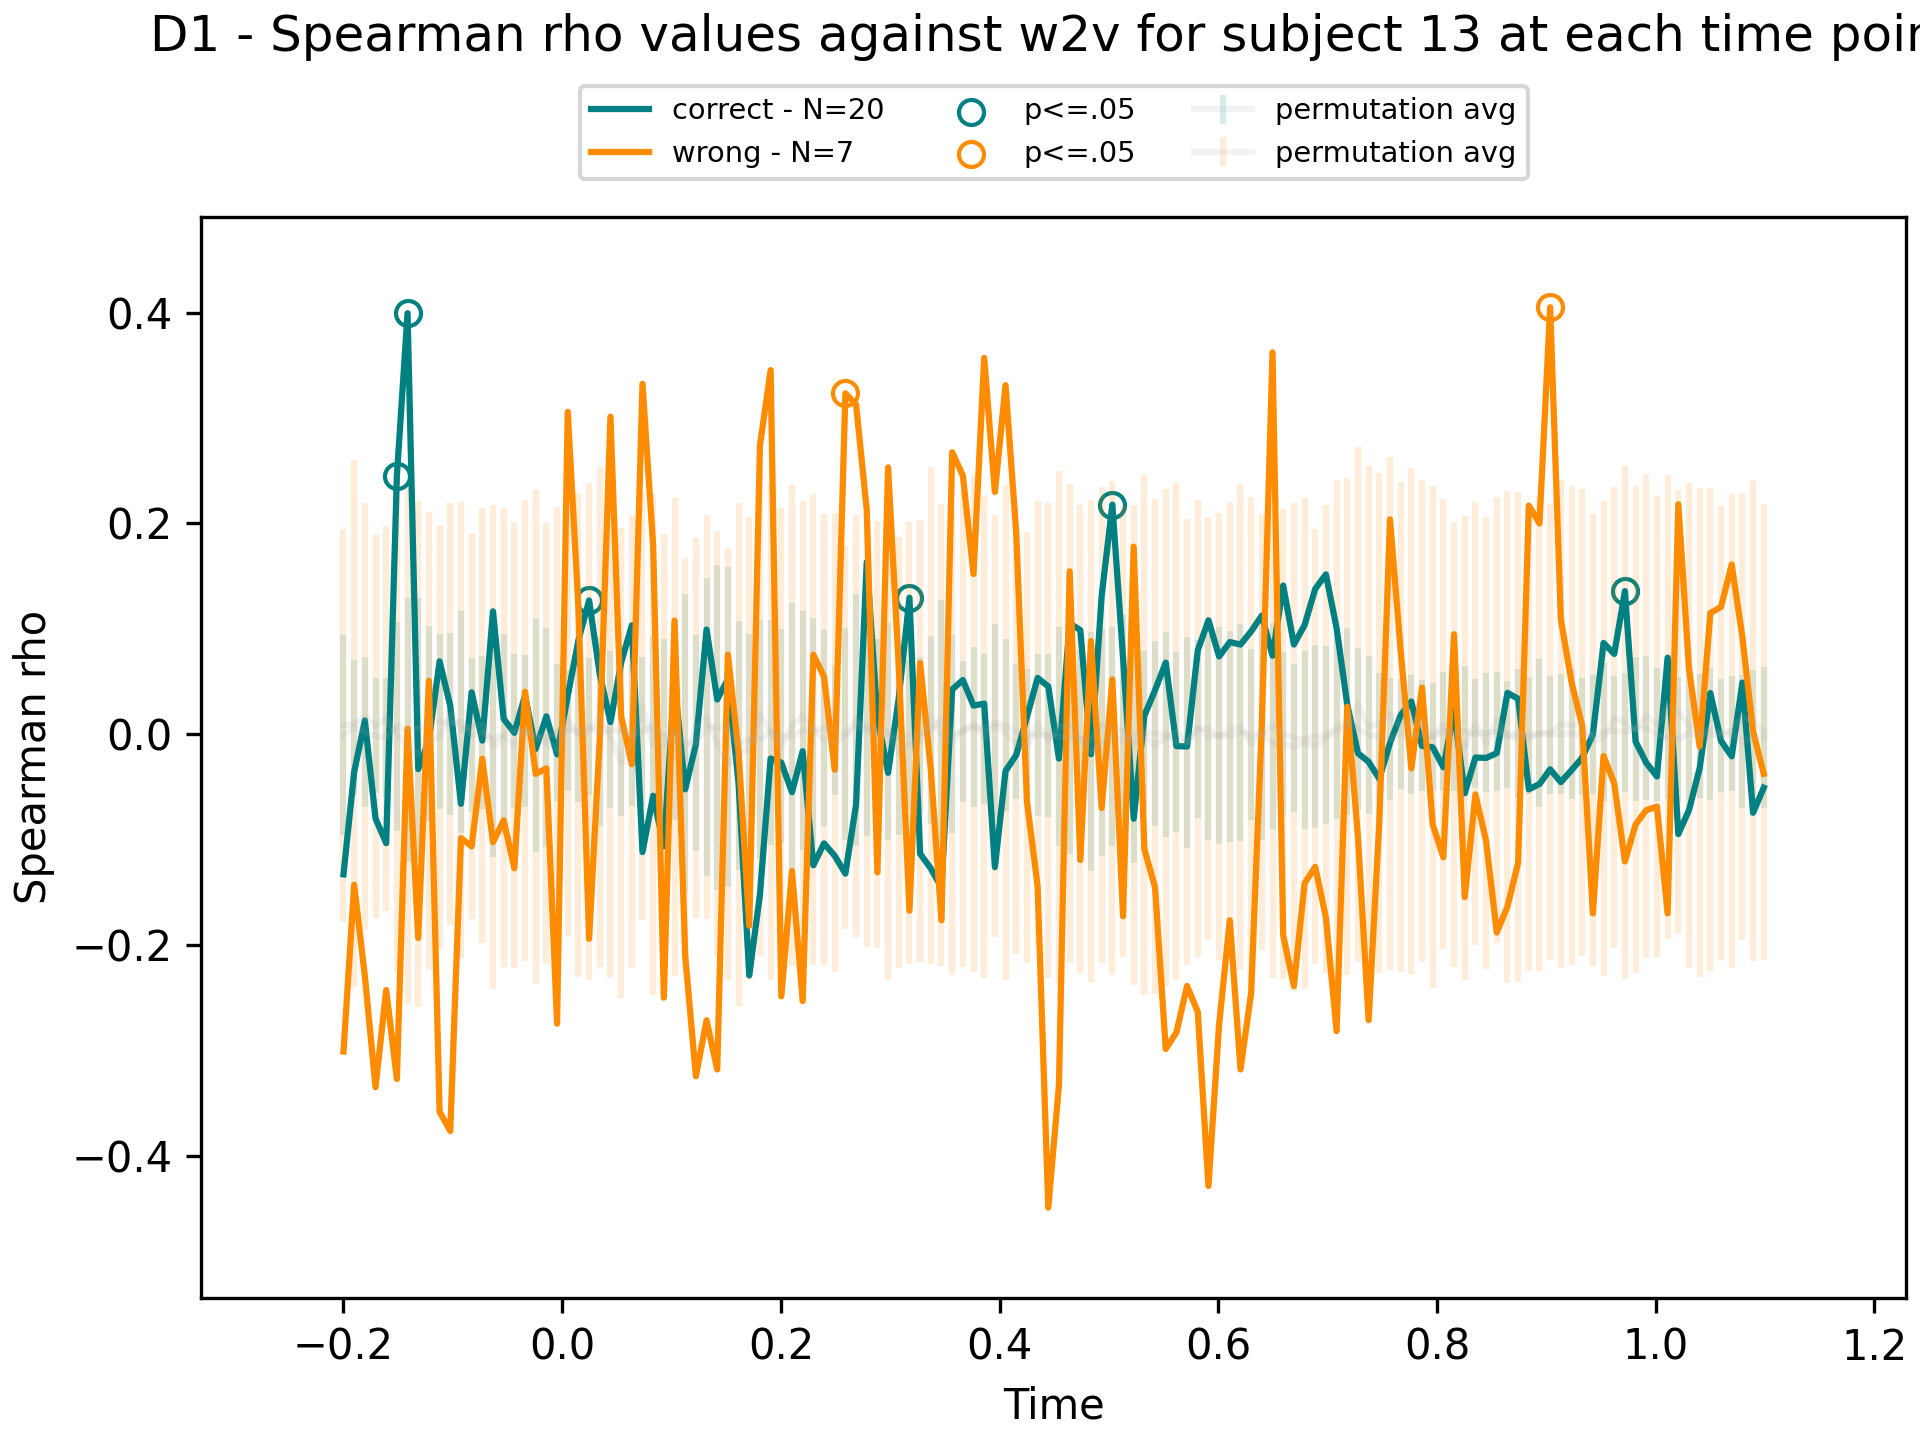 D1 - Spearman rho values against w2v for subject 13 at each time
correct - N=20
wrong - N=7
p<=.05
p<=.05
permutation avg
permutation avg
Spearman rho
0.4
0.2
0.0
−0.2
−0.4
−0.2 0.0 0.2 0.4 0.6 0.8 1.0 1.2
Time